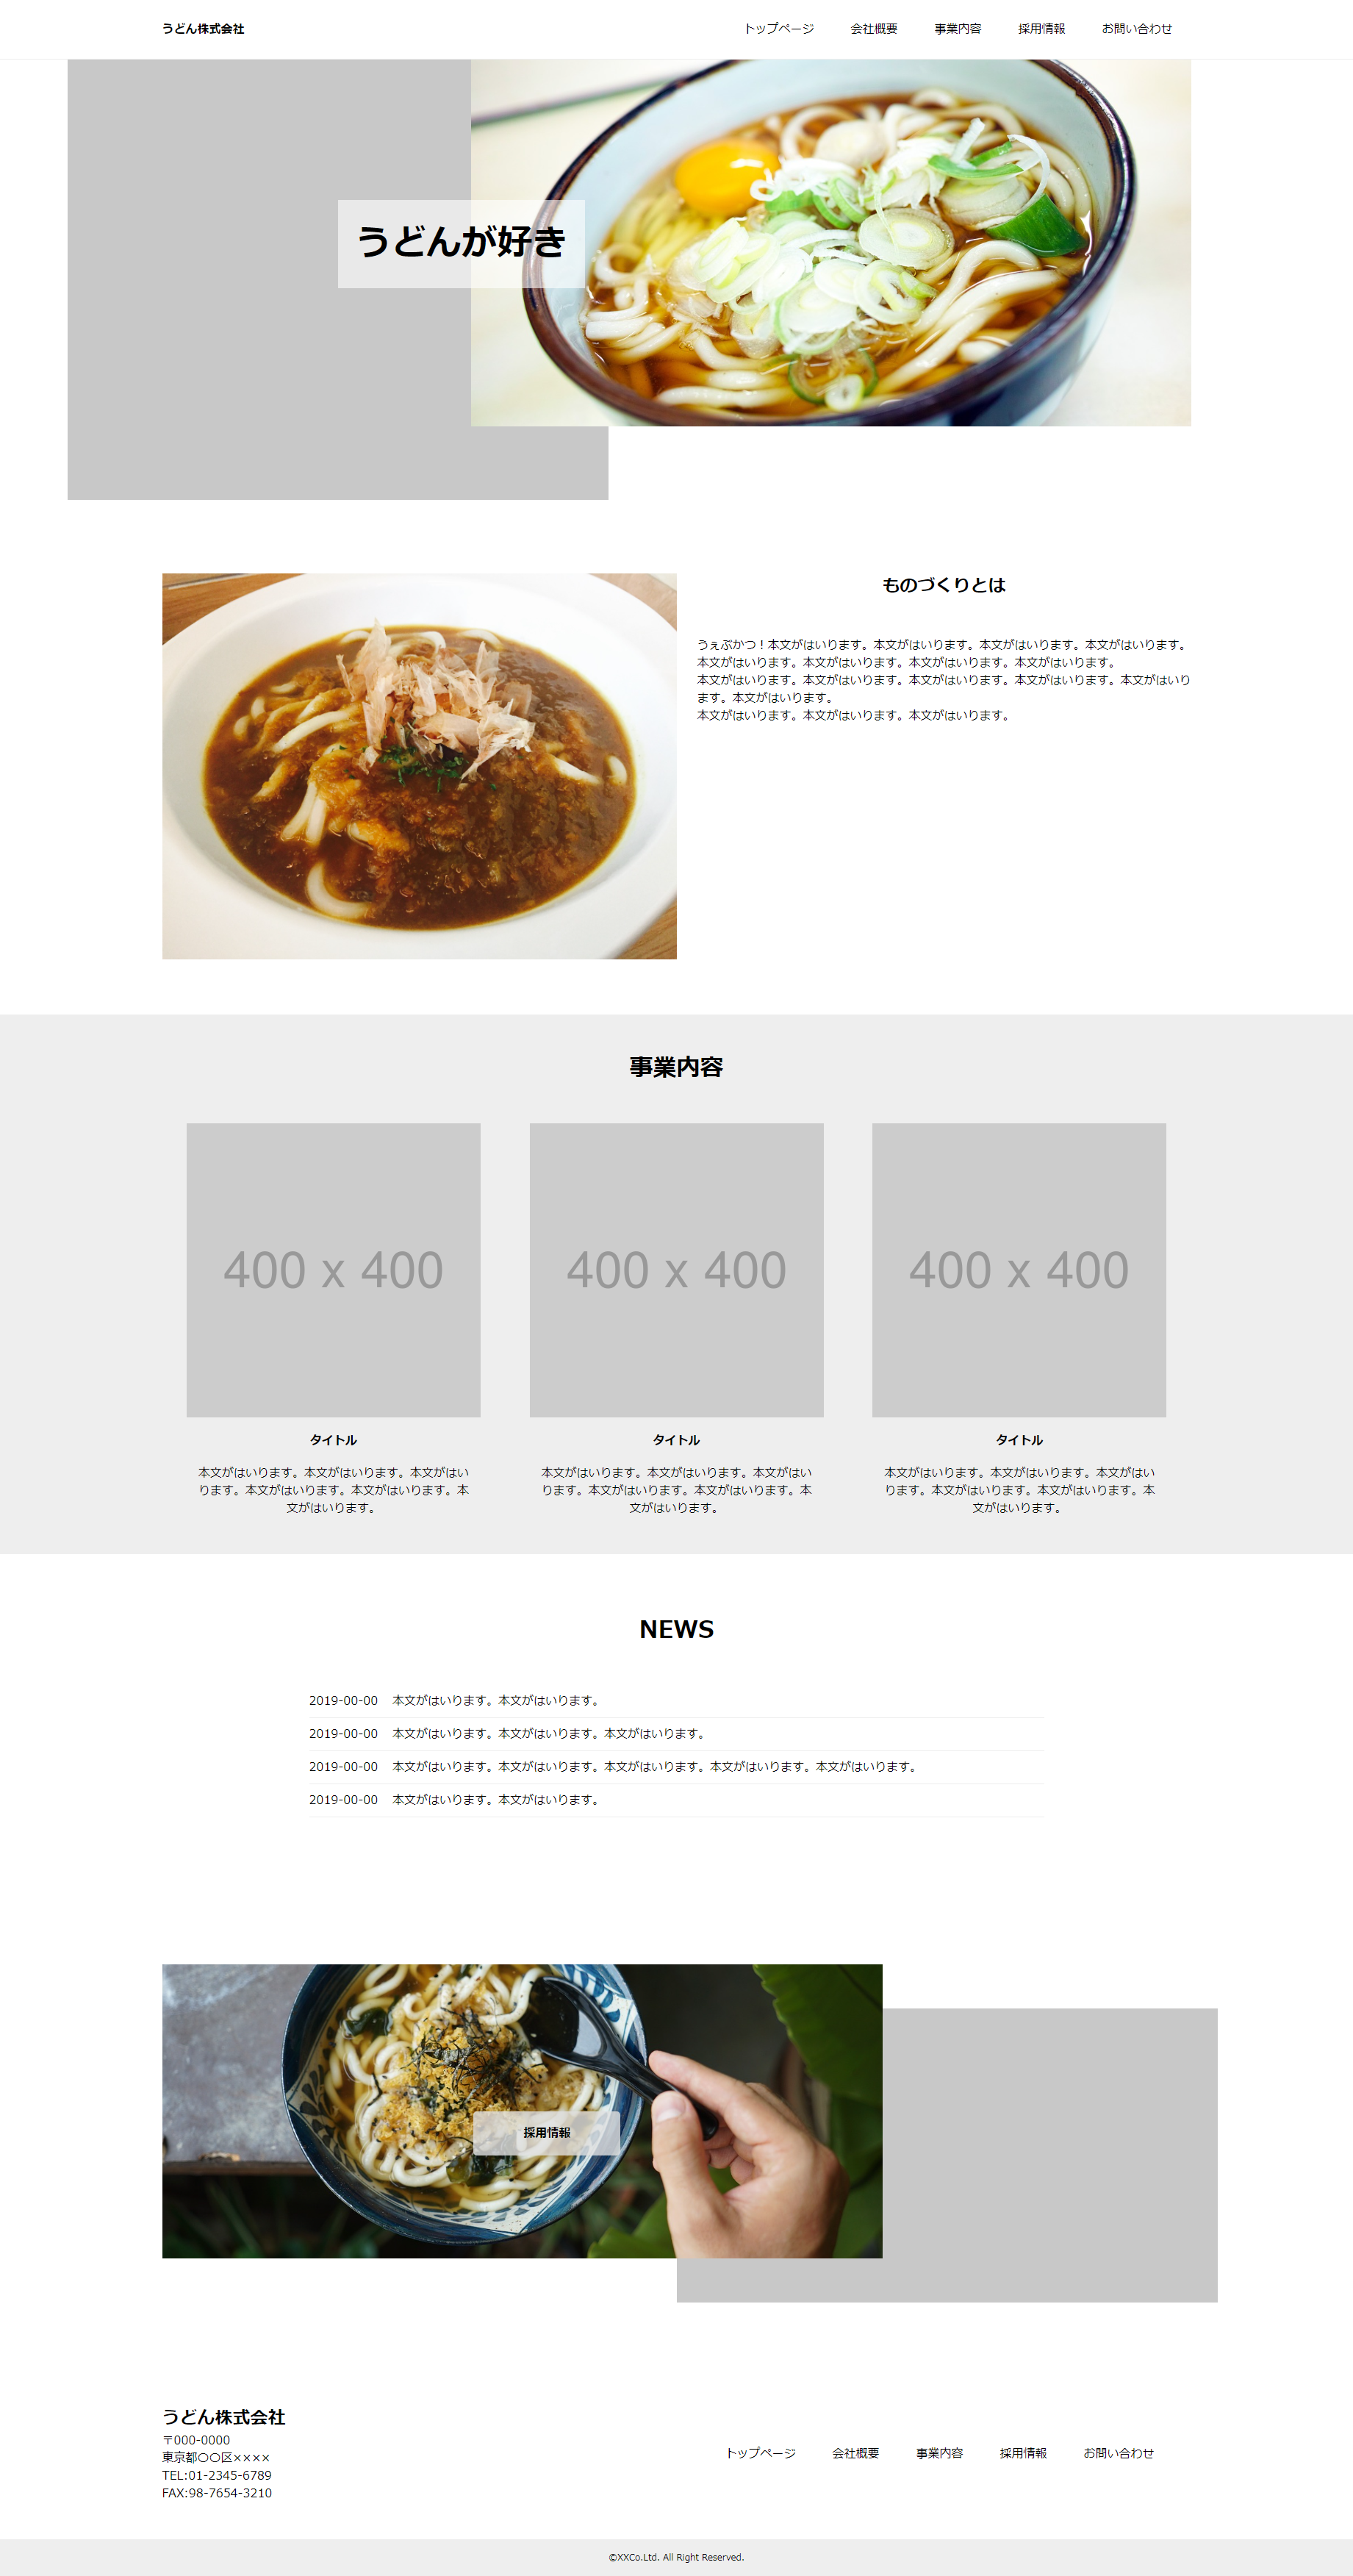 うどん株式会社
トップページ 会社概要 事業内容 採用情報 お問い合わせ
うどんが好き
ものづくりとは
うぇぶかつ！本文がはいります。本文がはいります。本文がはいります。本文がはいります。
本文がはいります。本文がはいります。本文がはいります。本文がはいります。
本文がはいります。本文がはいります。本文がはいります。本文がはいります。本文がはいり
ます。本文がはいります。
本文がはいります。本文がはいります。本文がはいります。
事業内容
400 x 400
タイトル
本文がはいります。本文がはいります。本文がはい
ります。本文がはいります。本文がはいります。本
文がはいります。
400 x 400
タイトル
本文がはいります。本文がはいります。本文がはい
ります。本文がはいります。本文がはいります。本
文がはいります。
400 x 400
タイトル
本文がはいります。本文がはいります。本文がはい
ります。本文がはいります。本文がはいります。本
文がはいります。
NEWS
2019-00-00 本文がはいります。本文がはいります。
2019-00-00 本文がはいります。本文がはいります。本文がはいります。
2019-00-00 本文がはいります。本文がはいります。本文がはいります。本文がはいります。本文がはいります。
2019-00-00 本文がはいります。本文がはいります。
採用情報
うどん株式会社
〒000-0000
東京都〇〇区××××
TEL:01-2345-6789
FAX:98-7654-3210
トップページ 会社概要 事業内容 採用情報 お問い合わせ
©XXCo.Ltd. All Right Reserved.